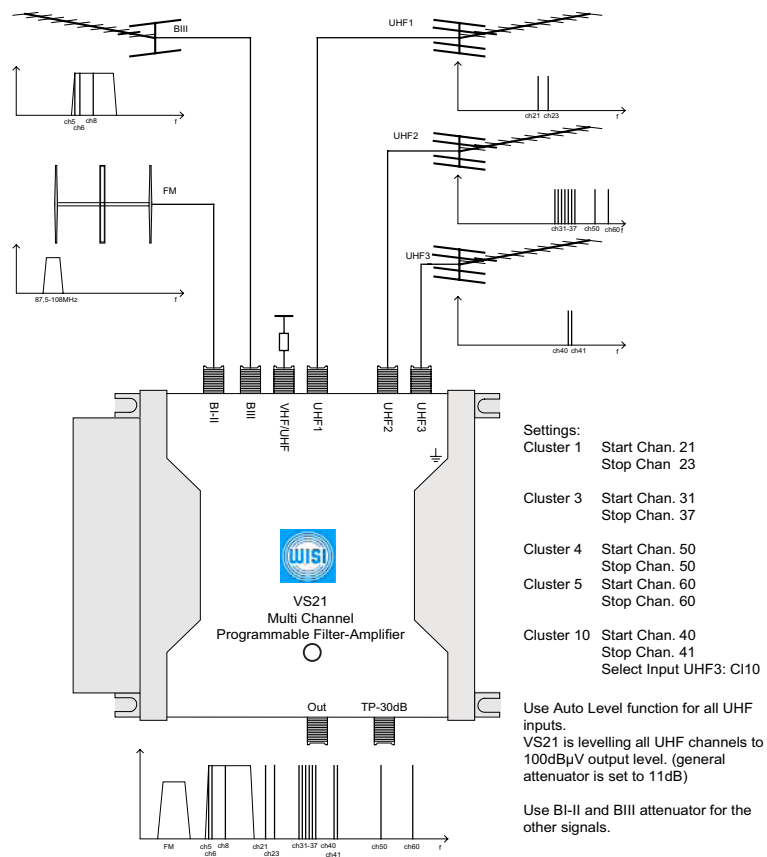 BIII
UHF1
ch5
ch6
ch8
f
ch21
ch23
f
UHF2
FM
ch31-37
ch50
ch60
f
87,5-108MHz
f
UHF3
ch40
ch41
f
BI-II
BIII
VHF/UHF
UHF1
UHF2
UHF3
WISI
VS21
Multi Channel
Programmable Filter-Amplifier
Out
TP-30dB
FM
ch5
ch6
ch8
ch21
ch23
ch31-37
ch40
ch41
ch50
ch60
f
Settings:
Cluster 1 Start Chan. 21
Stop Chan 23
Cluster 3 Start Chan. 31
Stop Chan. 37
Cluster 4 Start Chan. 50
Stop Chan. 50
Cluster 5 Start Chan. 60
Stop Chan. 60
Cluster 10 Start Chan. 40
Stop Chan. 41
Select Input UHF3: Cl10
Use Auto Level function for all UHF
inputs.
VS21 is levelling all UHF channels to
100dBµV output level. (general
attenuator is set to 11dB)
Use BI-II and BIII attenuator for the
other signals.